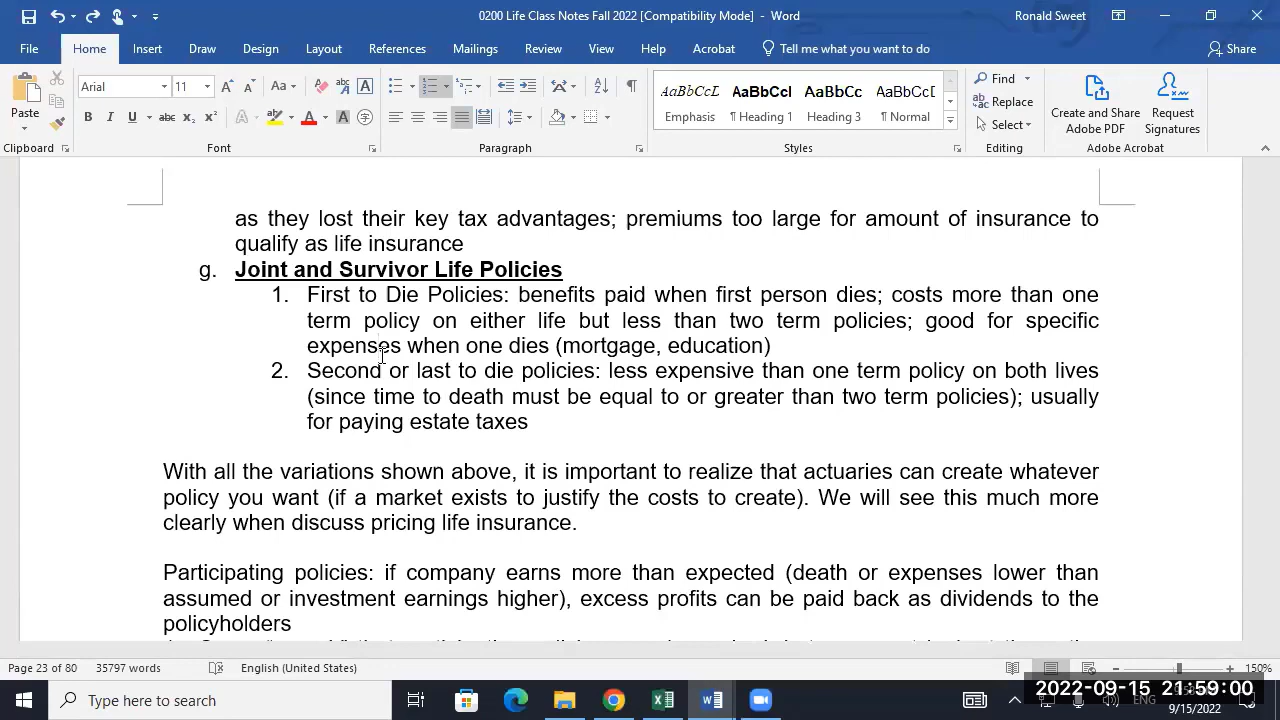 0200 Life Class Notes Fall 2022 [Compatibility Mode] - Word
Ronald Sweet
File Home Insert Draw Design Layout References Mailings Review View Help Acrobat Tell me what you want to do Share
Arial 11 Aa A A
Paste
B I U abc x₂ x² A A A
AaBbCcL AaBbCcI AaBbCc AaBbCcD
Emphasis ¶ Heading 1 Heading 3 ¶ Normal
Find
Replace
Select
Create and Share Adobe PDF
Request Signatures
Clipboard Font Paragraph Styles Editing Adobe Acrobat
as they lost their key tax advantages; premiums too large for amount of insurance to
qualify as life insurance
g. Joint and Survivor Life Policies
1. First to Die Policies: benefits paid when first person dies; costs more than one
term policy on either life but less than two term policies; good for specific
expenses when one dies (mortgage, education)
2. Second or last to die policies: less expensive than one term policy on both lives
(since time to death must be equal to or greater than two term policies); usually
for paying estate taxes
With all the variations shown above, it is important to realize that actuaries can create whatever
policy you want (if a market exists to justify the costs to create). We will see this much more
clearly when discuss pricing life insurance.
Participating policies: if company earns more than expected (death or expenses lower than
assumed or investment earnings higher), excess profits can be paid back as dividends to the
policyholders
Page 23 of 80 35797 words English (United States) 150%
Type here to search
2022-09-15 21:59:00
ENG
9/15/2022